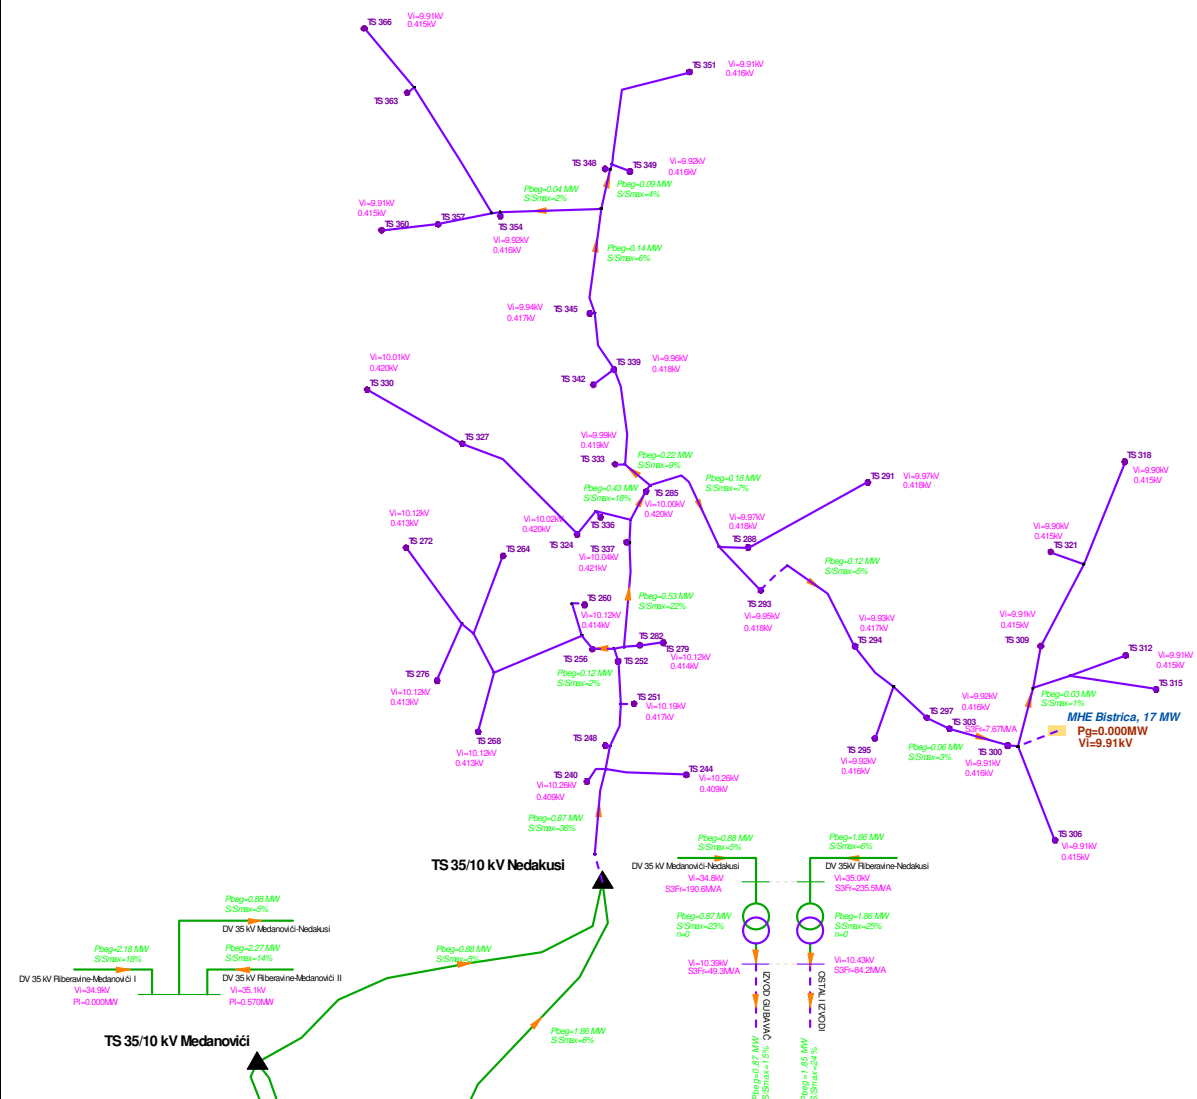 TS 366
Vi=9.91kV
0.415kV
TS 363
TS 351
Vi=9.91kV
0.416kV
TS 348
TS 349
Vi=9.92kV
0.416kV
Pbeg=0.04 MW
S/Smax=2%
Pbeg=0.09 MW
S/Smax=4%
Vi=9.91kV
0.415kV
TS 360
TS 357
TS 354
Vi=9.92kV
0.416kV
Pbeg=0.14 MW
S/Smax=6%
Vi=9.94kV
0.417kV
TS 345
TS 339
Vi=9.96kV
0.418kV
TS 342
Vi=10.01kV
0.420kV
TS 330
TS 327
Vi=9.99kV
0.419kV
TS 333
Pbeg=0.22 MW
S/Smax=9%
Pbeg=0.43 MW
S/Smax=18%
TS 285
Vi=10.00kV
0.420kV
Pbeg=0.18 MW
S/Smax=7%
TS 291
Vi=9.97kV
0.418kV
TS 318
Vi=9.90kV
0.415kV
Vi=10.12kV
0.413kV
TS 272
TS 264
Vi=10.02kV
0.420kV
TS 324
TS 336
TS 337
Vi=10.04kV
0.421kV
Vi=9.97kV
0.418kV
TS 288
Vi=9.90kV
0.415kV
TS 321
Pbeg=0.12 MW
S/Smax=5%
TS 260
Vi=10.12kV
0.414kV
Pbeg=0.53 MW
S/Smax=22%
TS 293
Vi=9.95kV
0.418kV
Vi=9.93kV
0.417kV
TS 294
Vi=9.91kV
0.415kV
TS 309
TS 256
TS 252
TS 282
TS 279
Vi=10.12kV
0.414kV
Pbeg=0.12 MW
S/Smax=2%
TS 312
Vi=9.91kV
0.415kV
TS 315
TS 276
Vi=10.12kV
0.413kV
TS 251
Vi=10.19kV
0.417kV
Vi=9.92kV
0.416kV
TS 297
TS 303
S3Fr=7.67MVA
Pbeg=0.03 MW
S/Smax=1%
MHE Bistrica, 17 MW
Pg=0.000MW
Vi=9.91kV
TS 268
Vi=10.12kV
0.413kV
TS 248
TS 295
Vi=9.92kV
0.416kV
Pbeg=0.06 MW
S/Smax=3%
TS 300
Vi=9.91kV
0.416kV
TS 240
Vi=10.26kV
0.409kV
TS 244
Vi=10.26kV
0.409kV
Pbeg=0.87 MW
S/Smax=36%
TS 306
Vi=9.91kV
0.415kV
TS 35/10 kV Nedakusi
Pbeg=0.88 MW
S/Smax=5%
DV 35 kV Medanovići-Nedakusi
Vi=34.8kV
S3Fr=190.6MVA
Pbeg=1.88 MW
S/Smax=6%
DV 35kV Riberavine-Nedakusi
Vi=35.0kV
S3Fr=235.5MVA
Pbeg=0.87 MW
S/Smax=23%
n=0
Pbeg=1.86 MW
S/Smax=25%
n=0
Vi=10.39kV
S3Fr=49.3MVA
Vi=10.43kV
S3Fr=84.2MVA
IZVOD GUBAVAČ
OSTALI IZVODI
Pbeg=0.87 MW
S/Smax=15%
Pbeg=1.85 MW
S/Smax=24%
Pbeg=0.88 MW
S/Smax=5%
DV 35 kV Medanovići-Nedakusi
Pbeg=2.18 MW
S/Smax=18%
DV 35 kV Riberavine-Medanovići I
Vi=34.9kV
Pl=0.000MW
Pbeg=2.27 MW
S/Smax=14%
DV 35 kV Riberavine-Medanovići II
Vi=35.1kV
Pl=0.570MW
Pbeg=0.88 MW
S/Smax=5%
Pbeg=1.88 MW
S/Smax=6%
TS 35/10 kV Medanovići